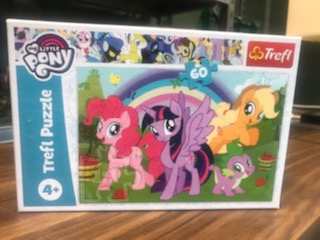 my LITTLE
PONY
Trefl
60
Trefl Puzzle
4+